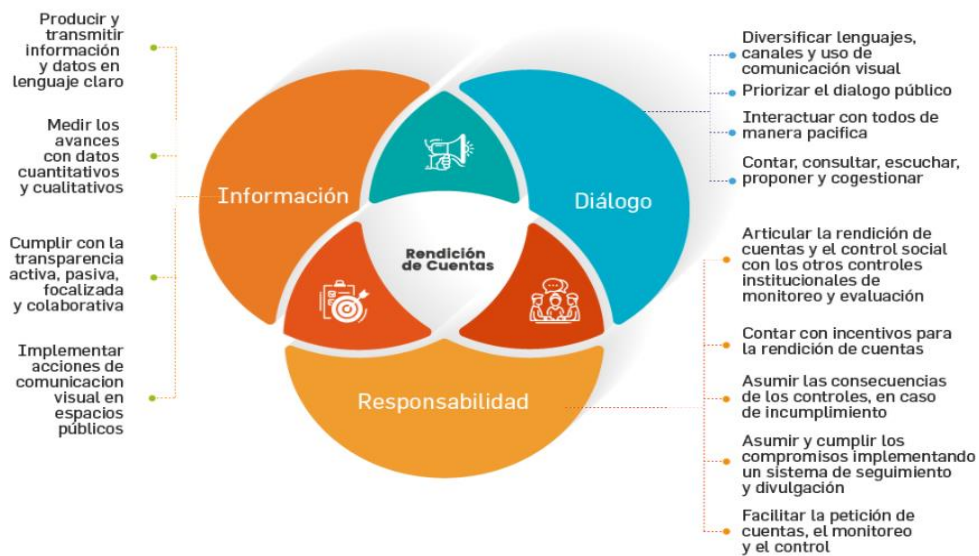 Producir y
transmitir
información
y datos en
lenguaje claro
Medir los
avances
con datos
cuantitativos
y cualitativos
Cumplir con la
transparencia
activa, pasiva,
focalizada
y colaborativa
Implementar
acciones de
comunicacion
visual en
espacios
públicos
Información
Diálogo
Rendición
de Cuentas
Responsabilidad
Diversificar lenguajes,
canales y uso de
comunicación visual
Priorizar el dialogo público
Interactuar con todos de
manera pacifica
Contar, consultar, escuchar,
proponer y cogestionar
Articular la rendición de
cuentas y el control social
con los otros controles
institucionales de
monitoreo y evaluación
Contar con incentivos para
la rendición de cuentas
Asumir las consecuencias
de los controles, en caso
de incumplimiento
Asumir y cumplir los
compromisos implementando
un sistema de seguimiento
y divulgación
Facilitar la petición de
cuentas, el monitoreo
y el control